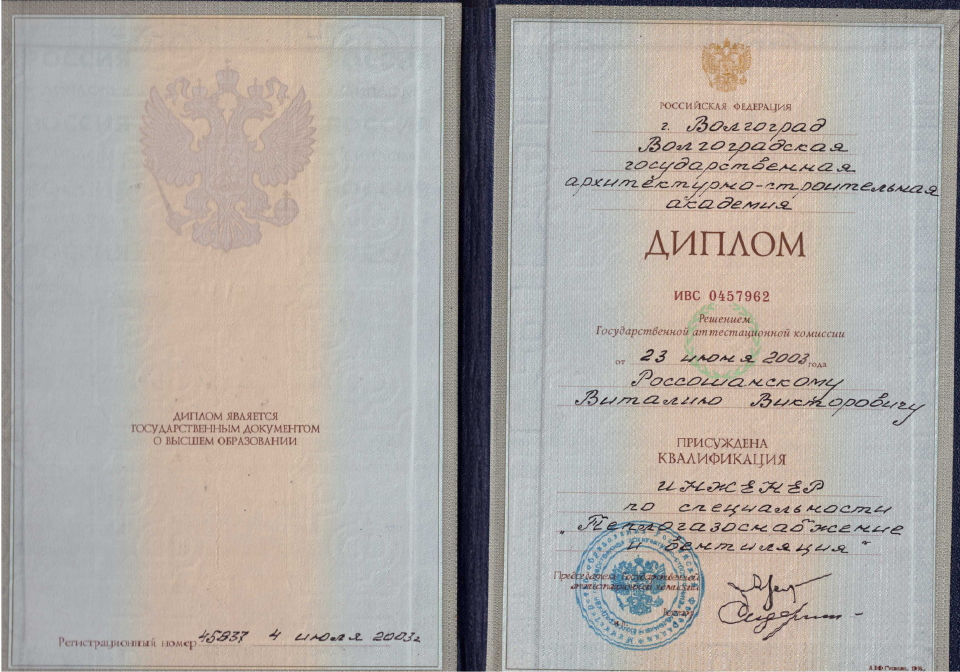 ДИПЛОМ ЯВЛЯЕТСЯ
ГОСУДАРСТВЕННЫМ ДОКУМЕНТОМ
О ВЫСШЕМ ОБРАЗОВАНИИ
Регистрационный номер 45837 4 июля 2003г
РОССИЙСКАЯ ФЕДЕРАЦИЯ
г. Волгоград
Волгоградская
государственная
архитектурно-строительная
академия
ДИПЛОМ
ИВС 0457962
Решением
Государственной аттестационной комиссии
от 23 июня 2003 года
Россошанскому
Виталию Викторовичу
ПРИСУЖДЕНА
КВАЛИФИКАЦИЯ
ИНЖЕНЕР
по специальности
„Теплогазоснабжение
и вентиляция"
Председатель Государственной
аттестационной комиссии